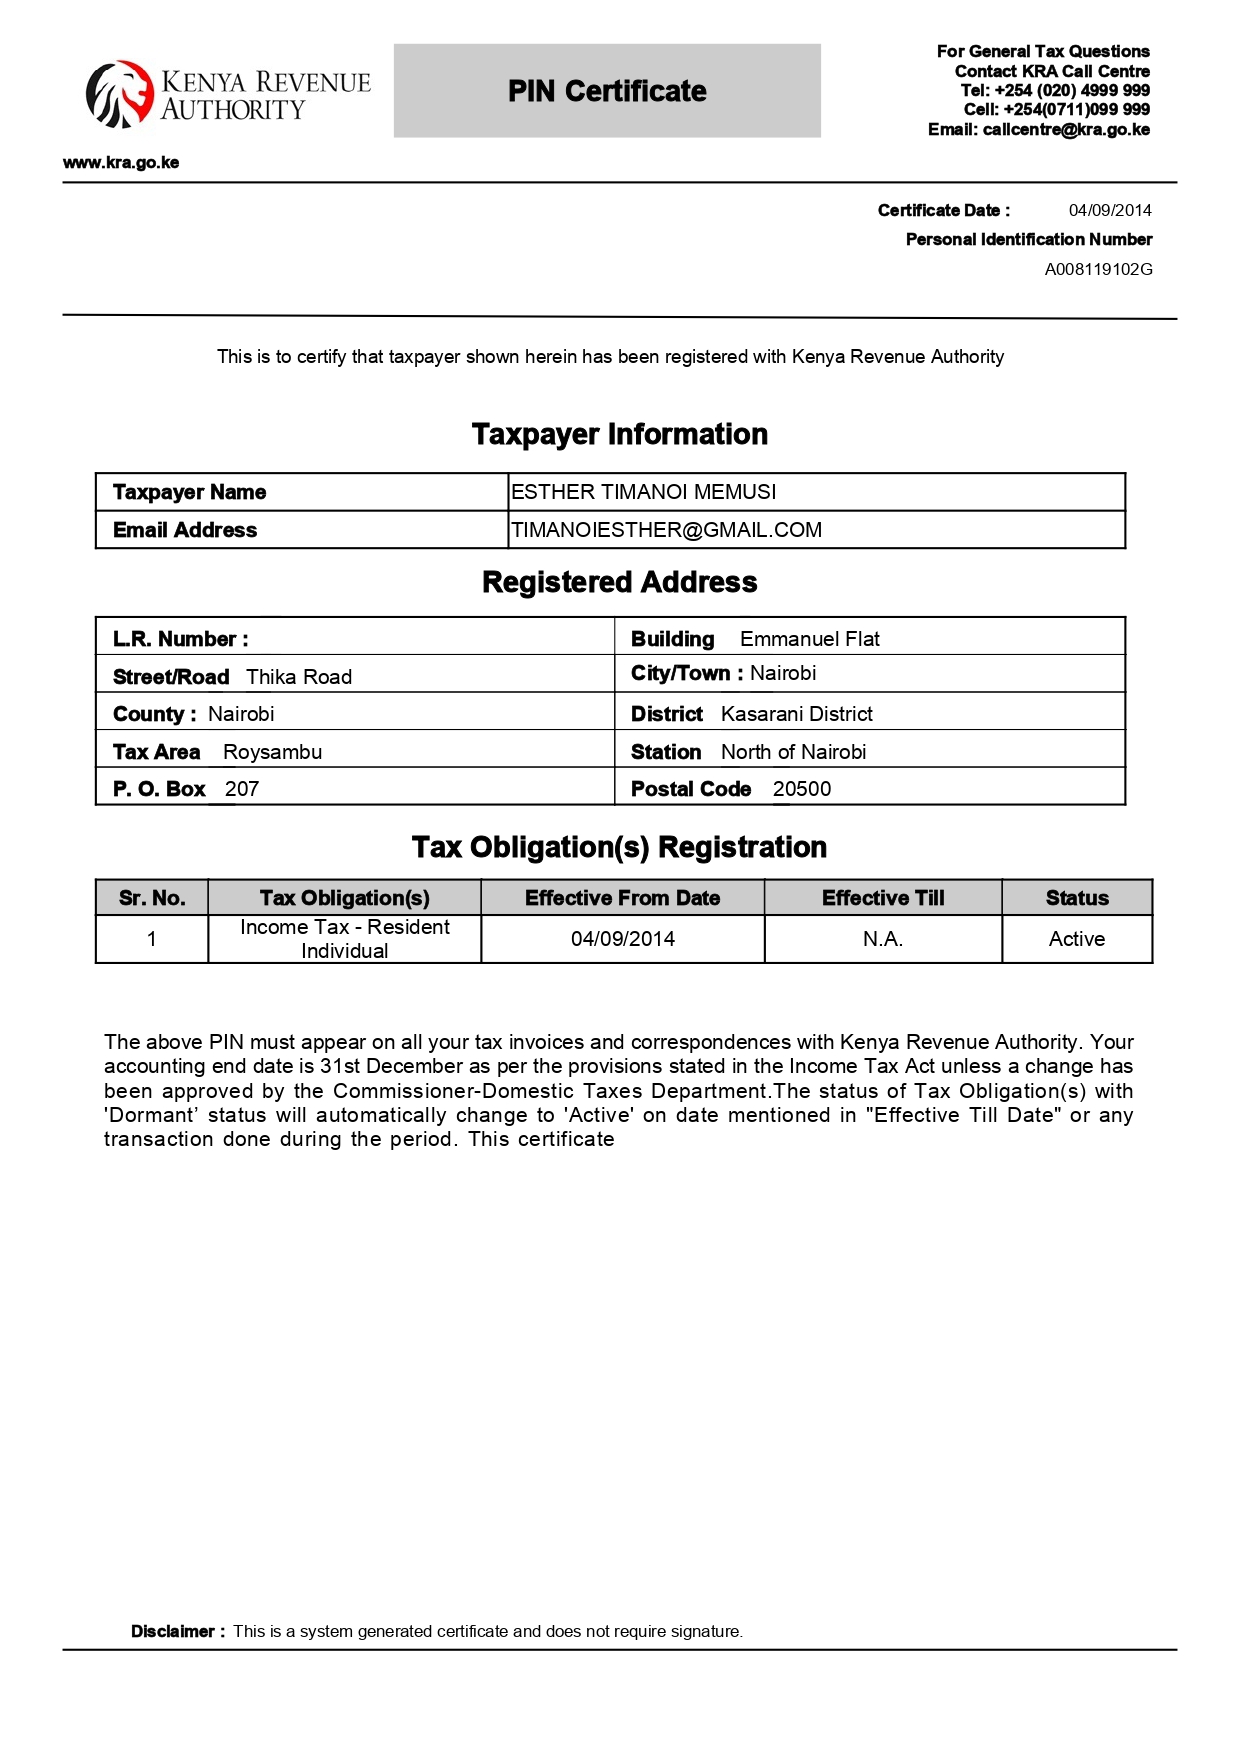 KENYA REVENUE
AUTHORITY
www.kra.go.ke
PIN Certificate
For General Tax Questions
Contact KRA Call Centre
Tel: +254 (020) 4999 999
Cell: +254(0711)099 999
Email: callcentre@kra.go.ke
Certificate Date : 04/09/2014
Personal Identification Number
A008119102G
This is to certify that taxpayer shown herein has been registered with Kenya Revenue Authority
Taxpayer Information
Taxpayer Name ESTHER TIMANOI MEMUSI
Email Address TIMANOIESTHER@GMAIL.COM
Registered Address
L.R. Number : Building Emmanuel Flat
Street/Road Thika Road City/Town : Nairobi
County : Nairobi District Kasarani District
Tax Area Roysambu Station North of Nairobi
P. O. Box 207 Postal Code 20500
Tax Obligation(s) Registration
Sr. No. Tax Obligation(s) Effective From Date Effective Till Status
1 Income Tax - Resident Individual 04/09/2014 N.A. Active
The above PIN must appear on all your tax invoices and correspondences with Kenya Revenue Authority. Your
accounting end date is 31st December as per the provisions stated in the Income Tax Act unless a change has
been approved by the Commissioner-Domestic Taxes Department.The status of Tax Obligation(s) with
'Dormant’ status will automatically change to 'Active' on date mentioned in "Effective Till Date" or any
transaction done during the period. This certificate
Disclaimer : This is a system generated certificate and does not require signature.